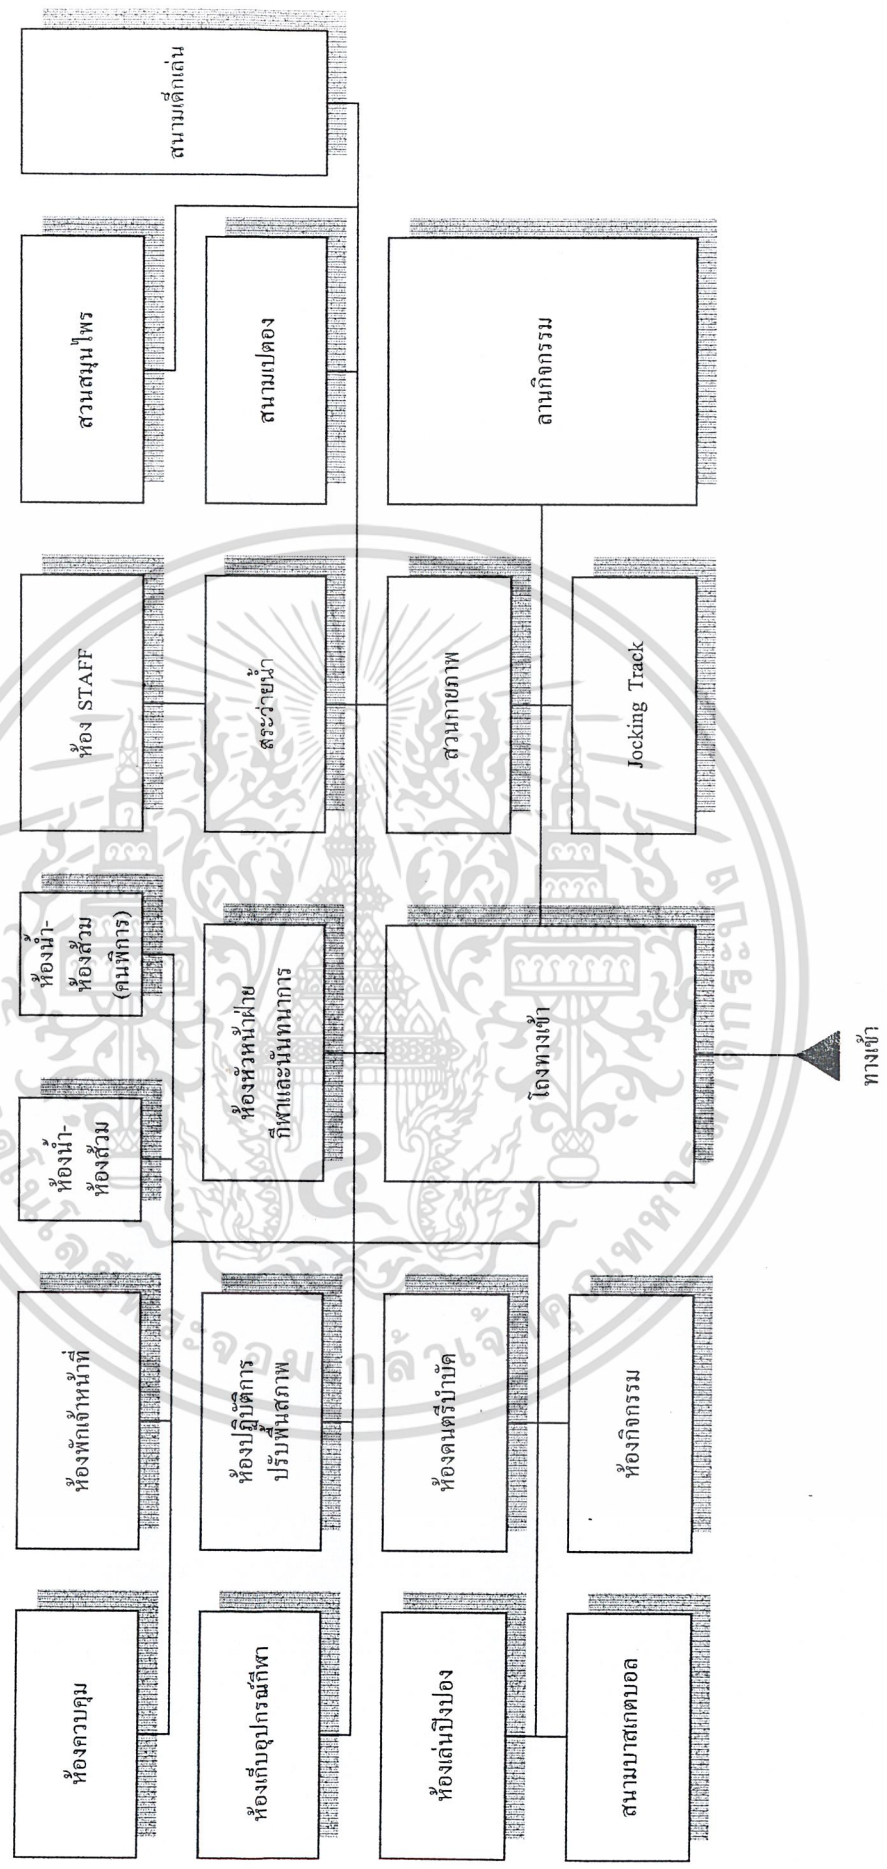 ห้องควบคุม
ห้องพักเจ้าหน้าที่
ห้องน้ำ-
ห้องส้วม
ห้องน้ำ-
ห้องส้วม
(คนพิการ)
ห้อง STAFF
สวนสมุนไพร
สนามเด็กเล่น
ห้องเก็บอุปกรณ์กีฬา
ห้องปฏิบัติการ
ปรับพื้นสภาพ
ห้องหัวหน้าฝ่าย
กีฬาและนันทนาการ
สระว่ายน้ำ
สนามเปตอง
ห้องเล่นปิงปอง
ห้องดนตรีบำบัด
โถงทางเข้า
สวนกายภาพ
ลานกิจกรรม
สนามบาสเกตบอล
ห้องกิจกรรม
Jocking Track
ทางเข้า